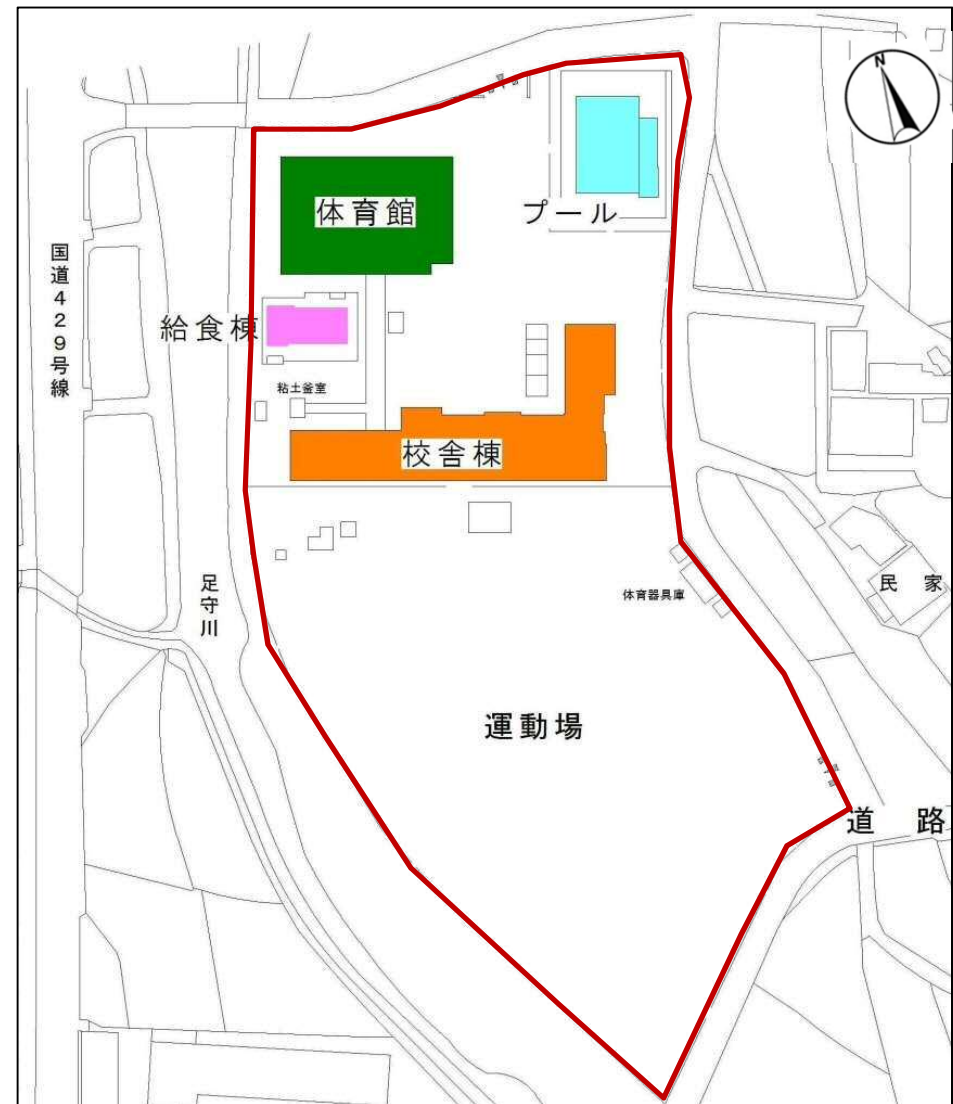 N
体育館
プール
国道429号線
給食棟
粘土釜室
校舎棟
足守川
体育器具庫
民 家
運動場
道 路